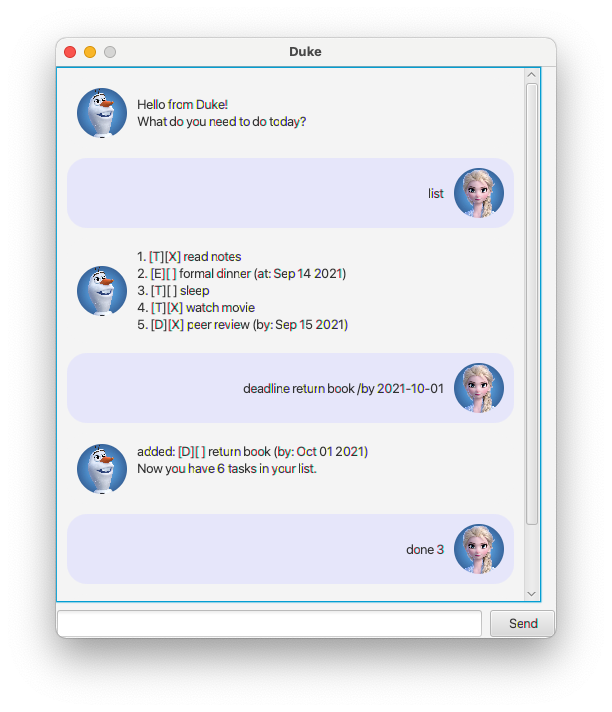 Duke
Hello from Duke!
What do you need to do today?
list
1. [T][X] read notes
2. [E][ ] formal dinner (at: Sep 14 2021)
3. [T][ ] sleep
4. [T][X] watch movie
5. [D][X] peer review (by: Sep 15 2021)
deadline return book /by 2021-10-01
added: [D][ ] return book (by: Oct 01 2021)
Now you have 6 tasks in your list.
done 3
Send